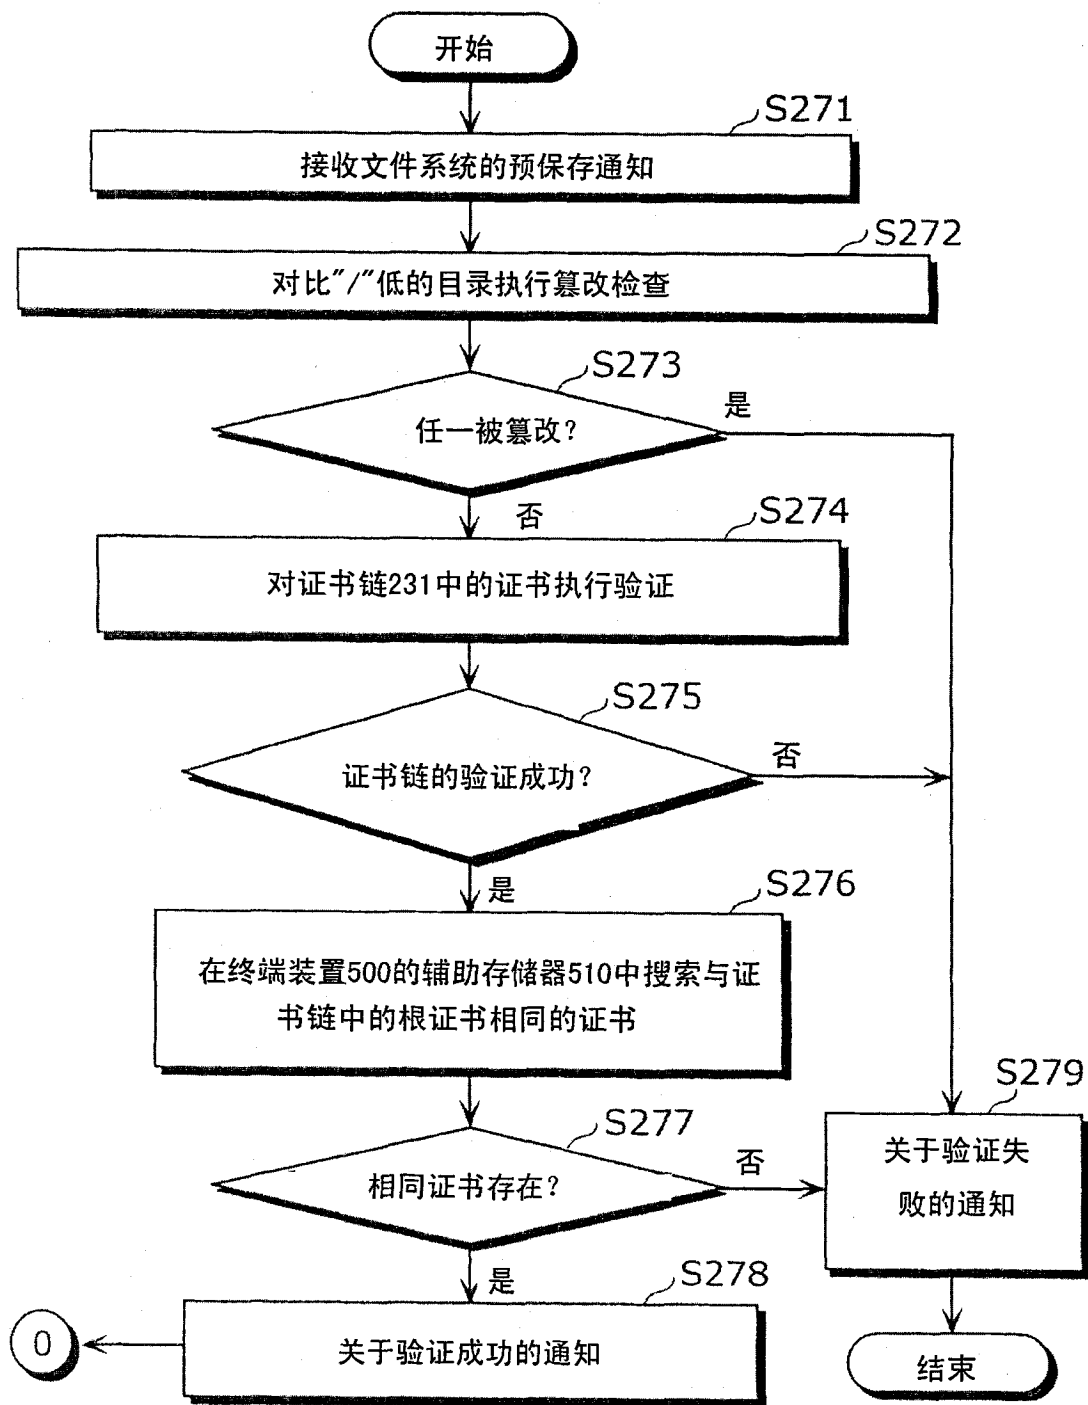 开始
S271
接收文件系统的预保存通知
S272
对比"/"低的目录执行篡改检查
S273
任一被篡改?
是
否
S274
对证书链231中的证书执行验证
S275
证书链的验证成功?
否
是
S276
在终端装置500的辅助存储器510中搜索与证
书链中的根证书相同的证书
S277
相同证书存在?
否
是
S279
关于验证失
败的通知
S278
关于验证成功的通知
O
结束